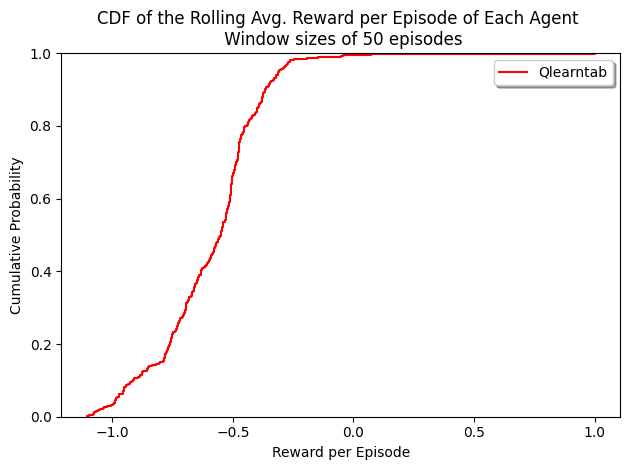 CDF of the Rolling Avg. Reward per Episode of Each Agent
Window sizes of 50 episodes
Qlearntab
1.0
0.8
0.6
0.4
0.2
0.0
Cumulative Probability
−1.0 −0.5 0.0 0.5 1.0
Reward per Episode